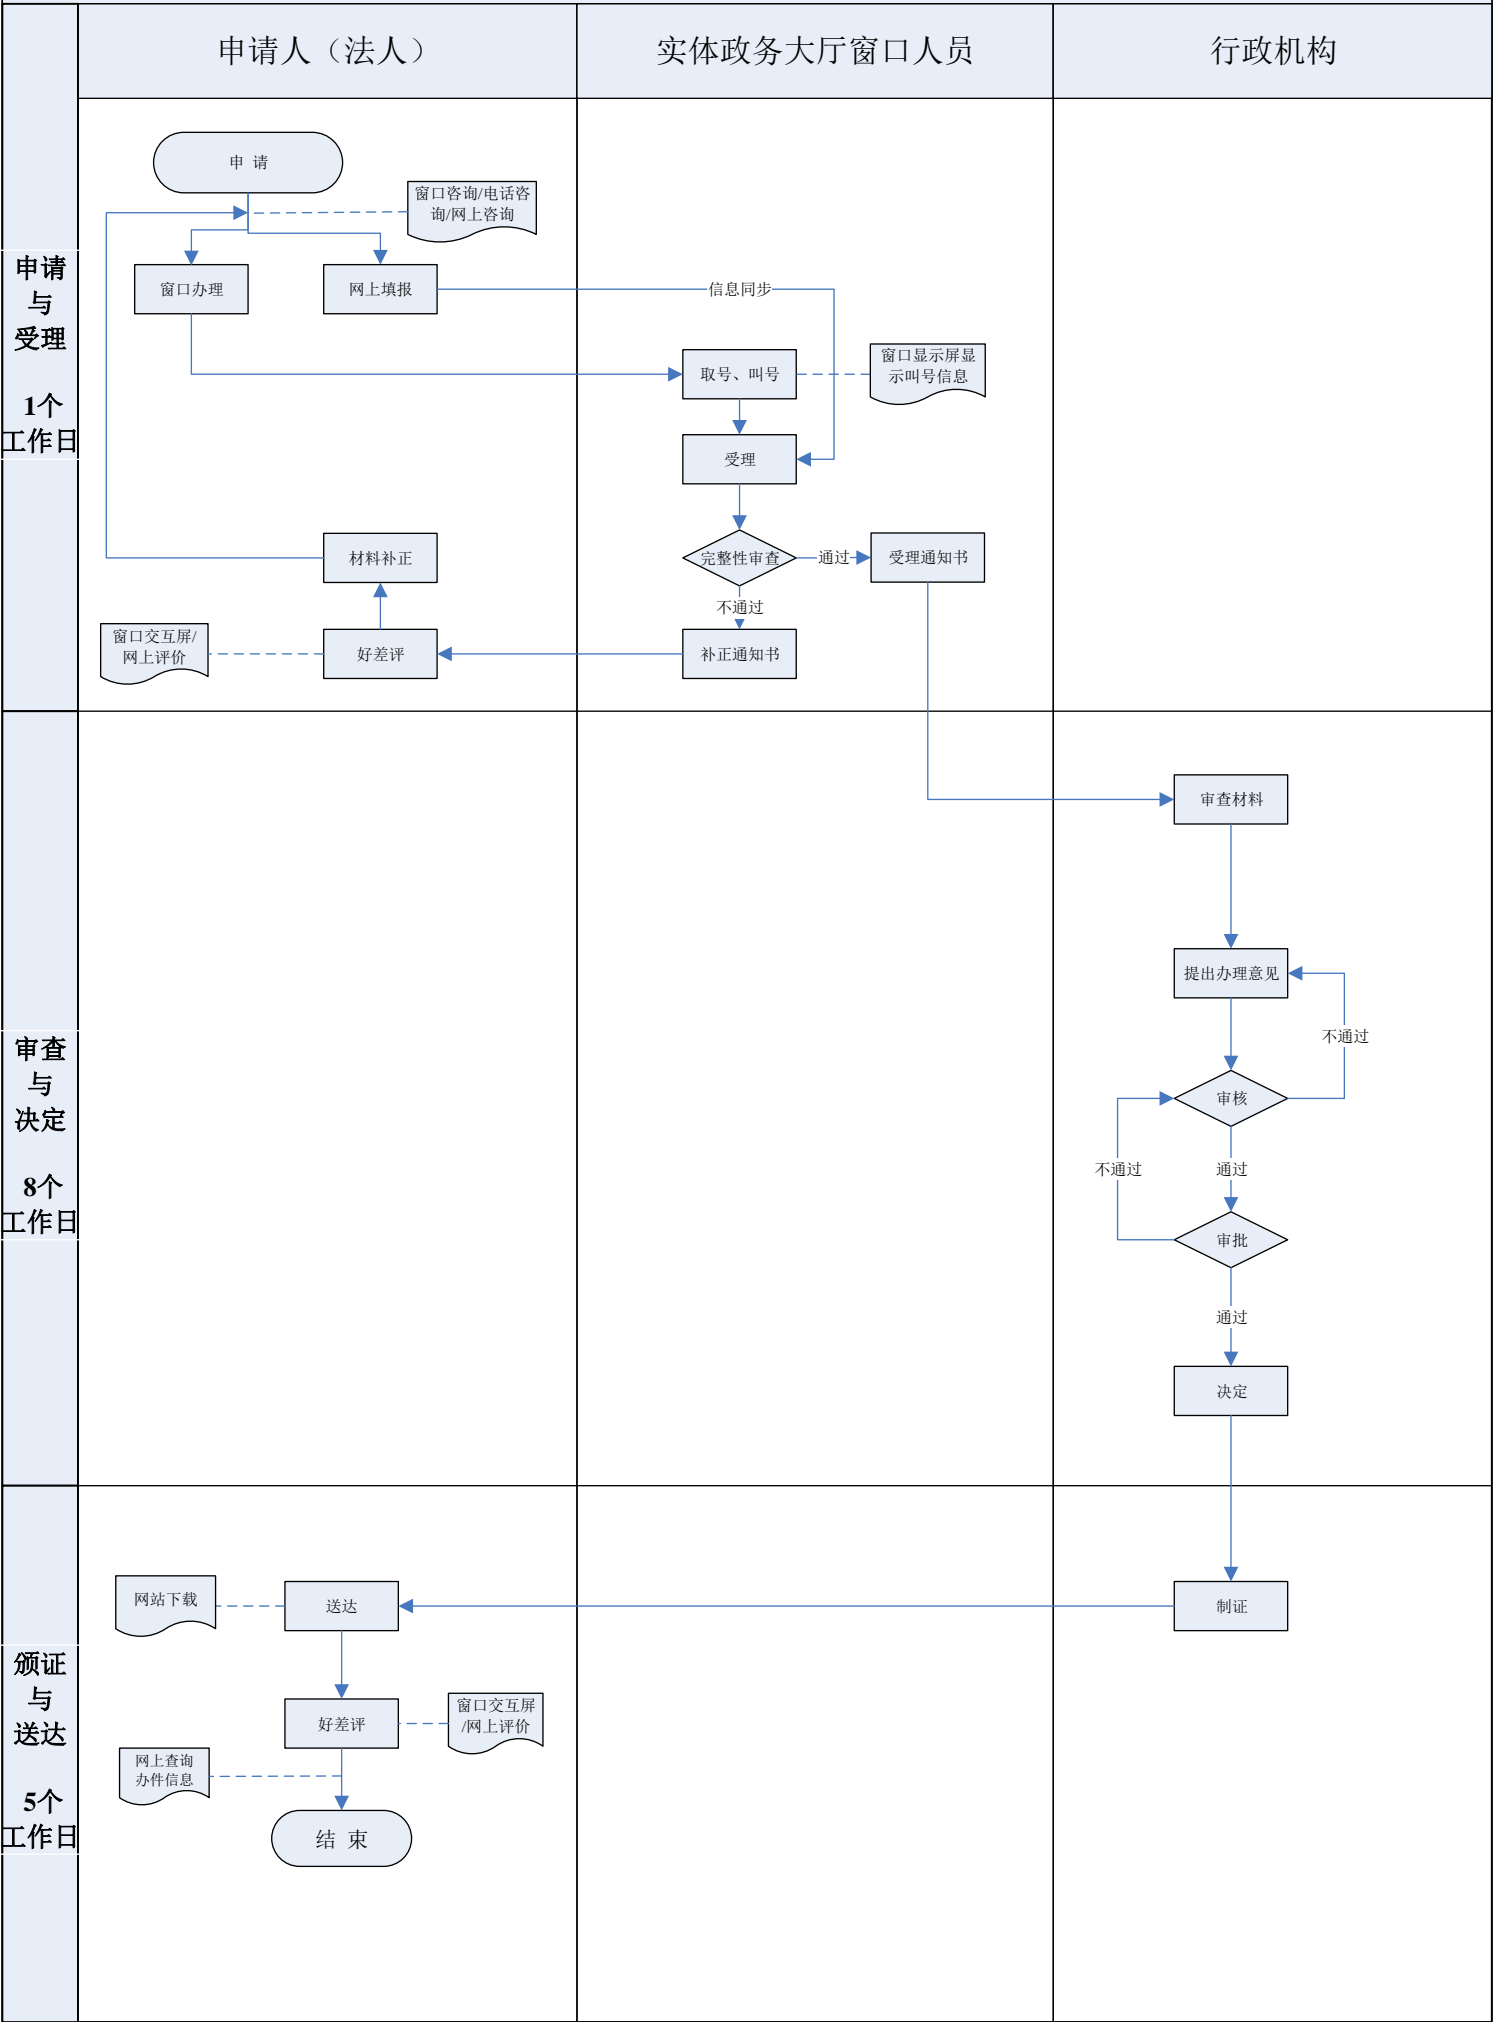 申请人（法人）
实体政务大厅窗口人员
行政机构
申请
与
受理
1个
工作日
申 请
窗口咨询/电话咨
询/网上咨询
窗口办理
网上填报
信息同步
取号、叫号
窗口显示屏显
示叫号信息
受理
完整性审查
通过
受理通知书
不通过
材料补正
窗口交互屏/
网上评价
好差评
补正通知书
审查
与
决定
8个
工作日
审查材料
提出办理意见
不通过
审核
不通过
通过
审批
通过
决定
颁证
与
送达
5个
工作日
网站下载
送达
制证
好差评
窗口交互屏
/网上评价
网上查询
办件信息
结 束